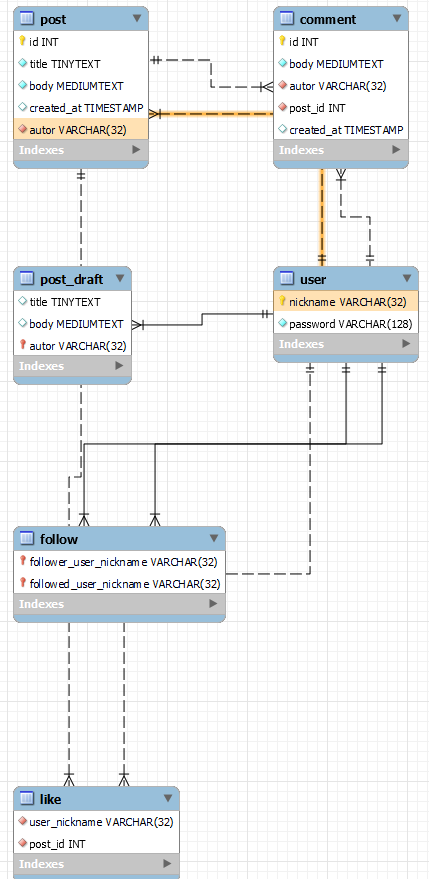 post
id INT
title TINYTEXT
body MEDIUMTEXT
created_at TIMESTAMP
autor VARCHAR(32)
Indexes
comment
id INT
body MEDIUMTEXT
autor VARCHAR(32)
post_id INT
created_at TIMESTAMP
Indexes
post_draft
title TINYTEXT
body MEDIUMTEXT
autor VARCHAR(32)
Indexes
user
nickname VARCHAR(32)
password VARCHAR(128)
Indexes
follow
follower_user_nickname VARCHAR(32)
followed_user_nickname VARCHAR(32)
Indexes
like
user_nickname VARCHAR(32)
post_id INT
Indexes